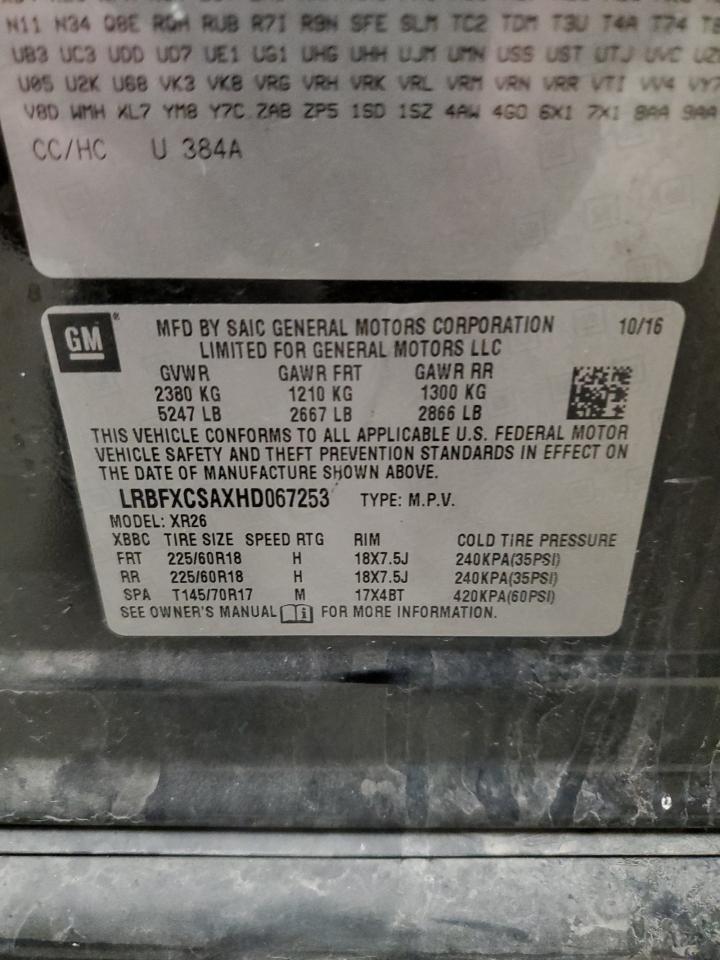 N11 N34 Q8E RQH RUB R7I R9N SFE SLM TC2 TDM T3U T4A T74
UB3 UC3 UDD UD7 UE1 UG1 UHG UHH UJM UMN USS UST UTJ UVC
U05 U2K U68 VK3 VK8 VRG VRH VRK VRL VRM VRN VRR VTI VV4 VY7
V8D WMH XL7 YM8 Y7C ZAB ZP5 1SD 1SZ 4AW 4G0 6X1 7X1 8AA 9AA
CC/HC U 384A
GM® MFD BY SAIC GENERAL MOTORS CORPORATION 10/16
LIMITED FOR GENERAL MOTORS LLC
GVWR GAWR FRT GAWR RR
2380 KG 1210 KG 1300 KG
5247 LB 2667 LB 2866 LB
THIS VEHICLE CONFORMS TO ALL APPLICABLE U.S. FEDERAL MOTOR
VEHICLE SAFETY AND THEFT PREVENTION STANDARDS IN EFFECT ON
THE DATE OF MANUFACTURE SHOWN ABOVE.
LRBFXCSAXHD067253 TYPE: M.P.V.
MODEL: XR26
XBBC TIRE SIZE SPEED RTG RIM COLD TIRE PRESSURE
FRT 225/60R18 H 18X7.5J 240KPA(35PSI)
RR 225/60R18 H 18X7.5J 240KPA(35PSI)
SPA T145/70R17 M 17X4BT 420KPA(60PSI)
SEE OWNER'S MANUAL FOR MORE INFORMATION.